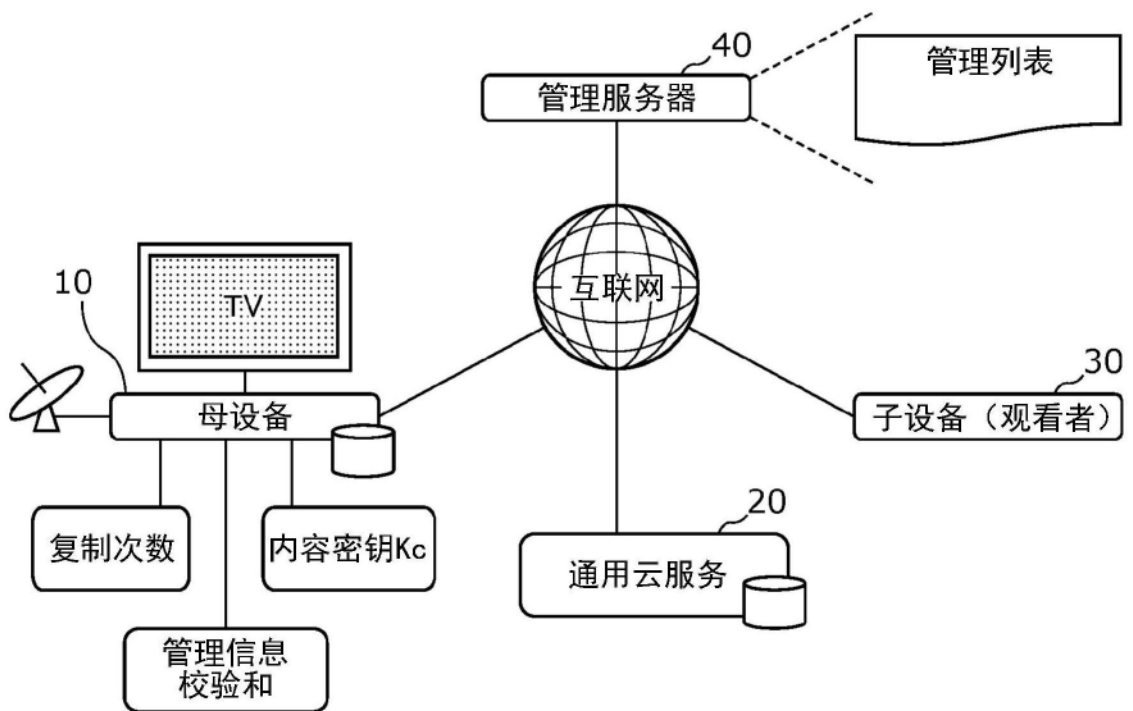 40
管理服务器
管理列表
互联网
10
TV
母设备
30
子设备（观看者）
复制次数
内容密钥Kc
20
通用云服务
管理信息
校验和